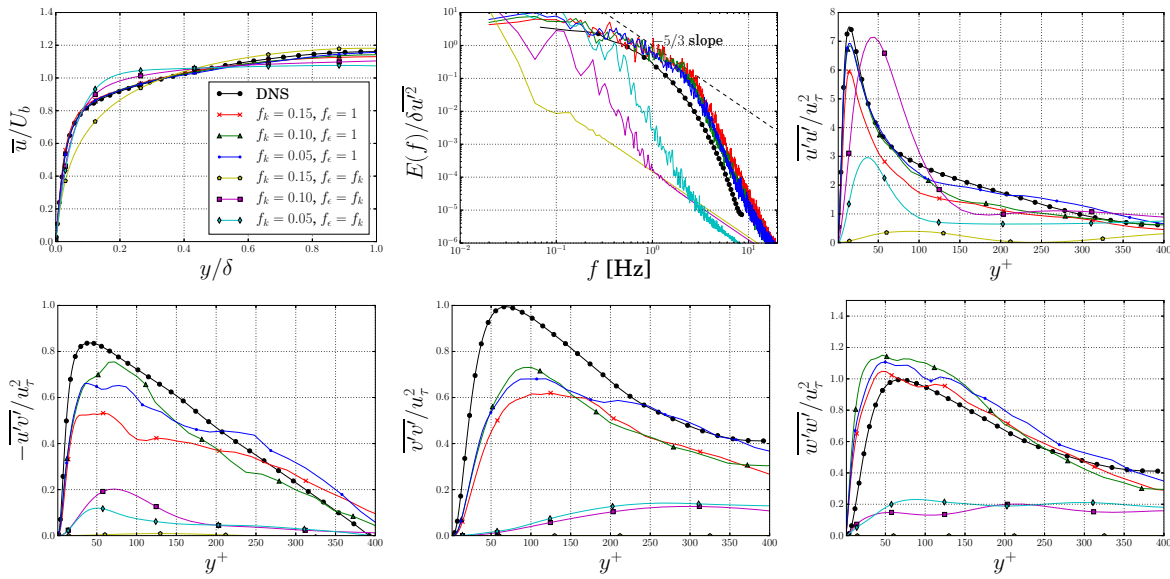 1.4
1.2
1.0
0.8
0.6
0.4
0.2
0.0
0.0 0.2 0.4 0.6 0.8 1.0
y/δ
u̅/U_b
DNS
f_k = 0.15, f_ϵ = 1
f_k = 0.10, f_ϵ = 1
f_k = 0.05, f_ϵ = 1
f_k = 0.15, f_ϵ = f_k
f_k = 0.10, f_ϵ = f_k
f_k = 0.05, f_ϵ = f_k
10^1
10^0
10^-1
10^-2
10^-3
10^-4
10^-5
10^-6
10^-2 10^-1 10^0 10^1
f [Hz]
E(f)/δu̅'^2
−5/3 slope
8
7
6
5
4
3
2
1
0
0 50 100 150 200 250 300 350 400
y^+
u'u'/u_τ^2
1.0
0.8
0.6
0.4
0.2
0.0
50 100 150 200 250 300 350 400
y^+
−u'v'/u_τ^2
1.0
0.8
0.6
0.4
0.2
0.0
50 100 150 200 250 300 350 400
y^+
v'v'/u_τ^2
1.4
1.2
1.0
0.8
0.6
0.4
0.2
0.0
50 100 150 200 250 300 350 400
y^+
w'w'/u_τ^2